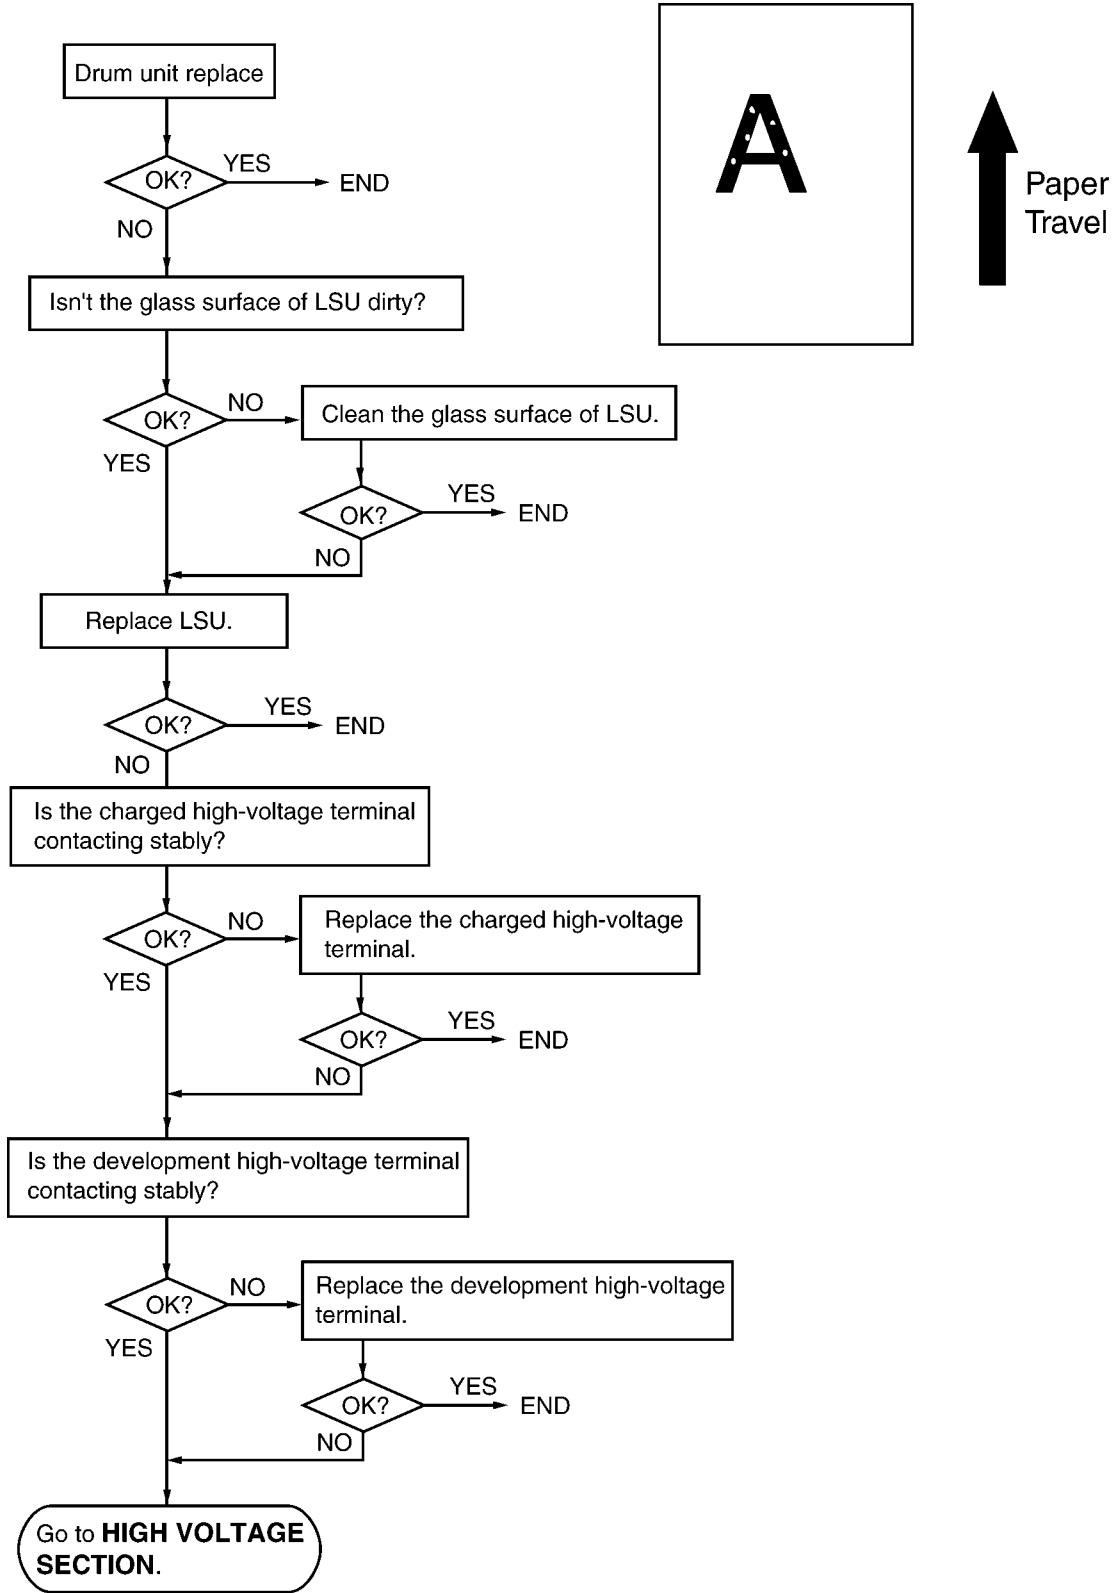 Drum unit replace
OK?
YES
END
NO
Isn't the glass surface of LSU dirty?
OK?
NO
Clean the glass surface of LSU.
YES
OK?
YES
END
NO
Replace LSU.
OK?
YES
END
NO
Is the charged high-voltage terminal
contacting stably?
OK?
NO
Replace the charged high-voltage
terminal.
YES
OK?
YES
END
NO
Is the development high-voltage terminal
contacting stably?
OK?
NO
Replace the development high-voltage
terminal.
YES
OK?
YES
END
NO
Go to HIGH VOLTAGE
SECTION.
A
Paper
Travel